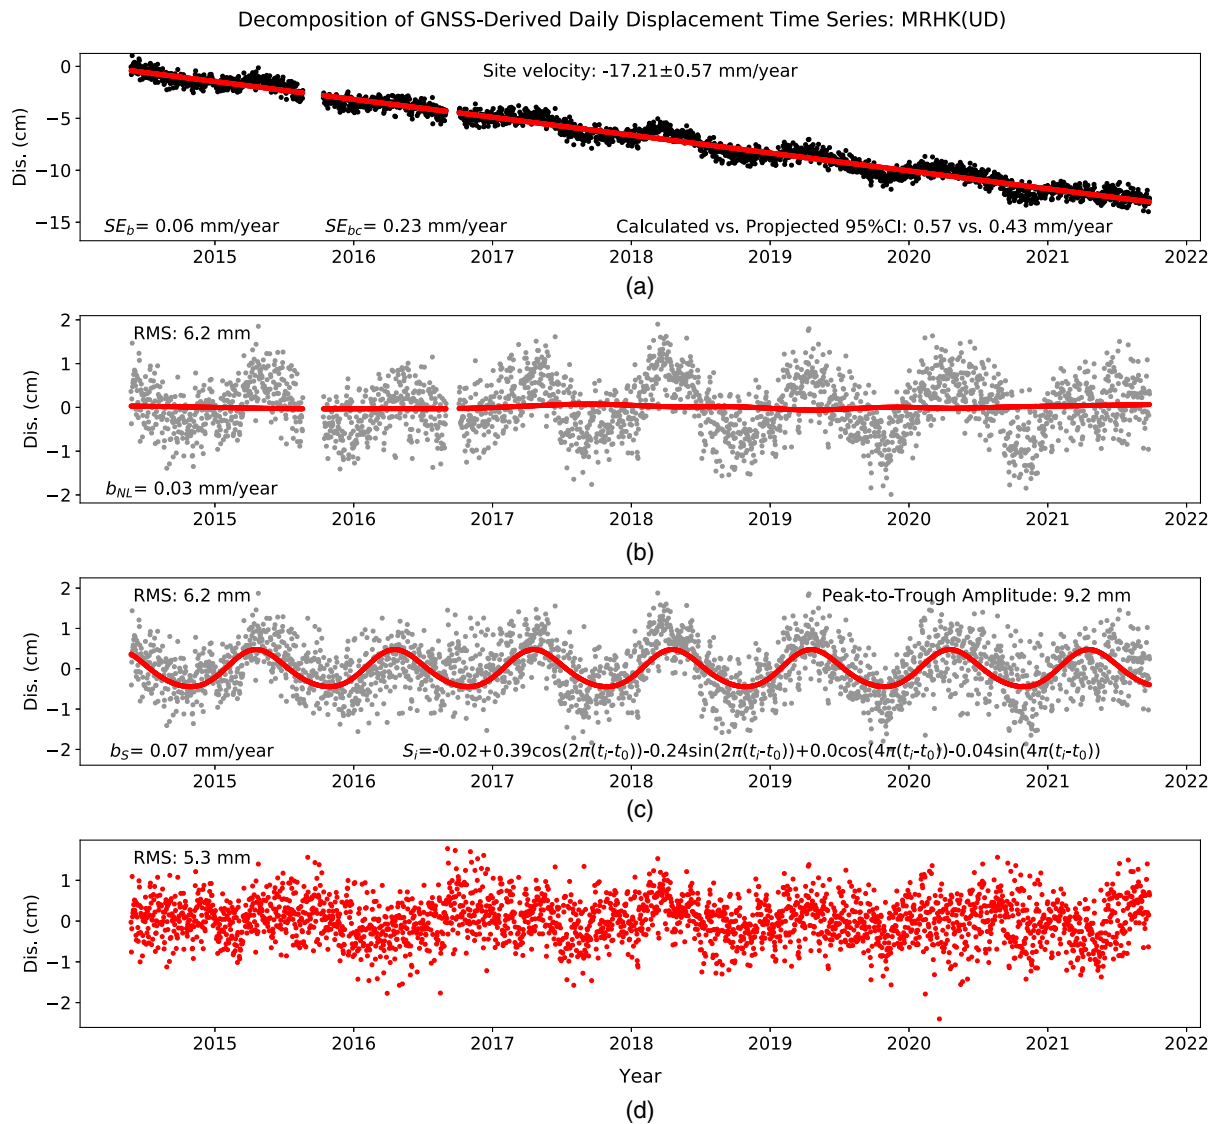 Decomposition of GNSS-Derived Daily Displacement Time Series: MRHK(UD)
Dis. (cm)
0
−5
−10
−15
Site velocity: -17.21±0.57 mm/year
SE_b= 0.06 mm/year
SE_bc= 0.23 mm/year
Calculated vs. Propjected 95%CI: 0.57 vs. 0.43 mm/year
2015 2016 2017 2018 2019 2020 2021 2022
(a)
Dis. (cm)
2
1
0
−1
−2
RMS: 6.2 mm
b_NL= 0.03 mm/year
2015 2016 2017 2018 2019 2020 2021 2022
(b)
Dis. (cm)
2
1
0
−1
−2
RMS: 6.2 mm
Peak-to-Trough Amplitude: 9.2 mm
b_S= 0.07 mm/year
S_i=-0.02+0.39cos(2π(t_i-t_0))-0.24sin(2π(t_i-t_0))+0.0cos(4π(t_i-t_0))-0.04sin(4π(t_i-t_0))
2015 2016 2017 2018 2019 2020 2021 2022
(c)
Dis. (cm)
1
0
−1
−2
RMS: 5.3 mm
2015 2016 2017 2018 2019 2020 2021 2022
Year
(d)